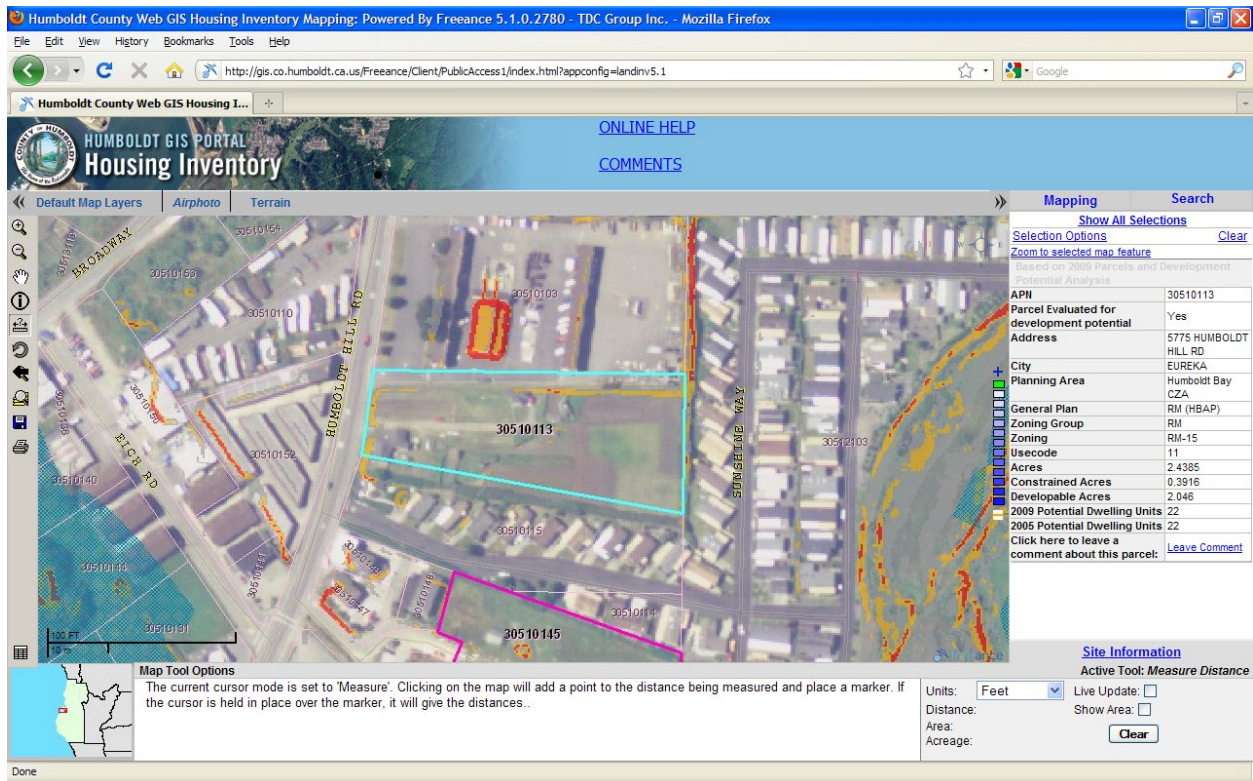 Humboldt County Web GIS Housing Inventory Mapping: Powered By Freeance 5.1.0.2780 - TDC Group Inc. - Mozilla Firefox
File Edit View History Bookmarks Tools Help
http://gis.co.humboldt.ca.us/Freeance/Client/PublicAccess1/index.html?appconfig=landinv5.1
Google
Humboldt County Web GIS Housing I...
HUMBOLDT GIS PORTAL
Housing Inventory
ONLINE HELP
COMMENTS
Default Map Layers Airphoto Terrain
Mapping Search
Show All Selections
Selection Options Clear
Zoom to selected map feature
Based on 2009 Parcels and Development
Potential Analysis
APN 30510113
Parcel Evaluated for
development potential Yes
Address 5775 HUMBOLDT
HILL RD
City EUREKA
Planning Area Humboldt Bay
CZA
General Plan RM (HBAP)
Zoning Group RM
Zoning RM-15
Usecode 11
Acres 2.4385
Constrained Acres 0.3916
Developable Acres 2.046
2009 Potential Dwelling Units 22
2005 Potential Dwelling Units 22
Click here to leave a
comment about this parcel: Leave Comment
BROADWAY
30510154
30510153
30510110
30510103
HUMBOLDT HILL RD
30510113
SUNSHINE WAY
30512103
30510150
EICH RD
30510152
30510140
30510115
30510141
30510147
30510148
30510114
30510144
30510145
30510131
100 FT
10 m
Site Information
Map Tool Options
Active Tool: Measure Distance
The current cursor mode is set to 'Measure'. Clicking on the map will add a point to the distance being measured and place a marker. If
the cursor is held in place over the marker, it will give the distances..
Units: Feet Live Update:
Distance: Show Area:
Area:
Acreage:
Clear
Done